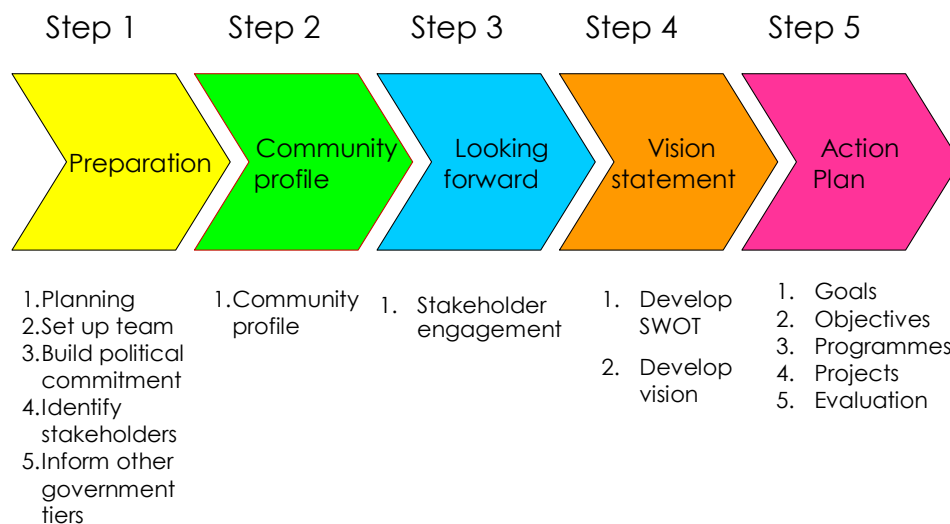 Step 1
Step 2
Step 3
Step 4
Step 5
Preparation
Community
profile
Looking
forward
Vision
statement
Action
Plan
1.Planning
2.Set up team
3.Build political
commitment
4.Identify
stakeholders
5.Inform other
government
tiers
1.Community
profile
1. Stakeholder
engagement
1. Develop
SWOT
2. Develop
vision
1. Goals
2. Objectives
3. Programmes
4. Projects
5. Evaluation